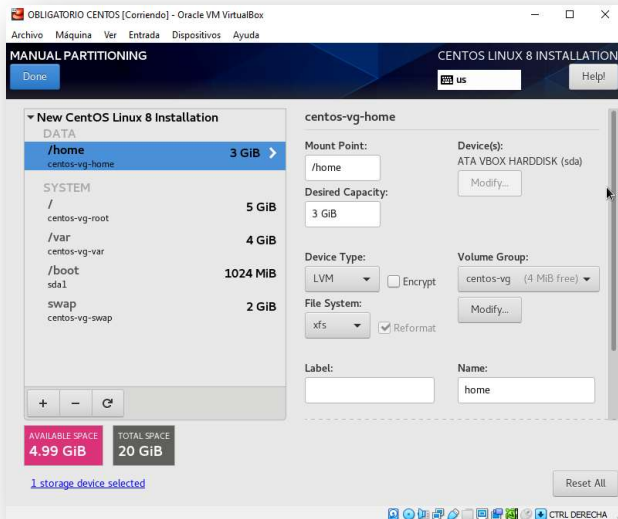 OBLIGATORIO CENTOS [Corriendo] - Oracle VM VirtualBox
Archivo Máquina Ver Entrada Dispositivos Ayuda
MANUAL PARTITIONING
CENTOS LINUX 8 INSTALLATION
Done
us
Help!
New CentOS Linux 8 Installation
DATA
/home 3 GiB
centos-vg-home
SYSTEM
/ 5 GiB
centos-vg-root
/var 4 GiB
centos-vg-var
/boot 1024 MiB
sda1
swap 2 GiB
centos-vg-swap
+ −
AVAILABLE SPACE
4.99 GiB
TOTAL SPACE
20 GiB
1 storage device selected
centos-vg-home
Mount Point:
/home
Device(s):
ATA VBOX HARDDISK (sda)
Modify...
Desired Capacity:
3 GiB
Device Type:
LVM Encrypt
Volume Group:
centos-vg (4 MiB free)
Modify...
File System:
xfs Reformat
Label:
Name:
home
Reset All
CTRL DERECHA